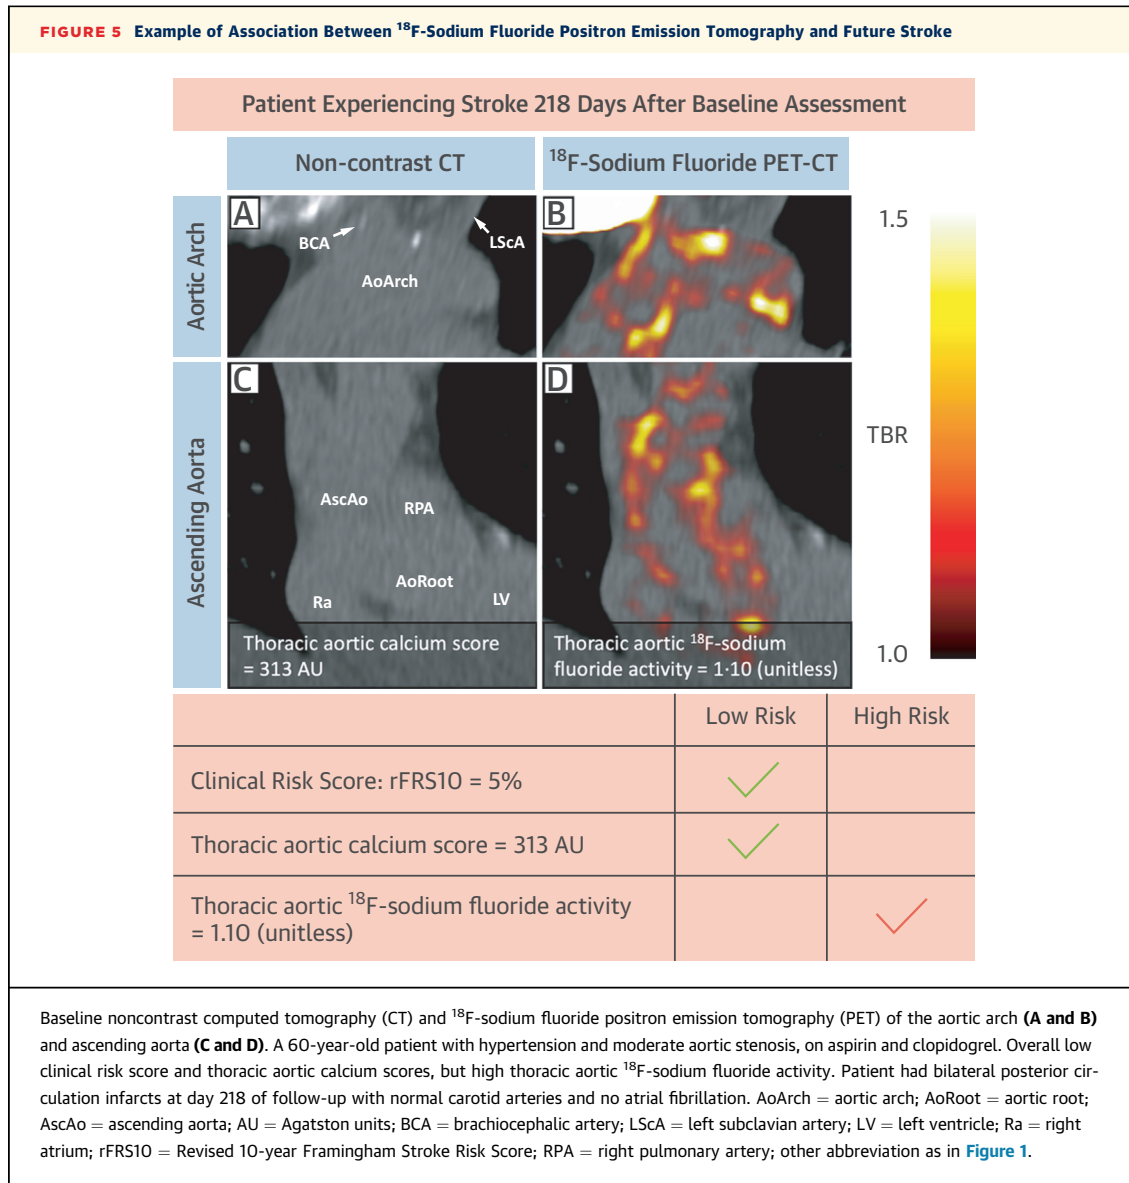 FIGURE 5 Example of Association Between ¹⁸F-Sodium Fluoride Positron Emission Tomography and Future Stroke
Patient Experiencing Stroke 218 Days After Baseline Assessment
Non-contrast CT
¹⁸F-Sodium Fluoride PET-CT
Aortic Arch
A
BCA
LScA
AoArch
B
1.5
TBR
1.0
Ascending Aorta
C
AscAo
RPA
AoRoot
Ra
LV
Thoracic aortic calcium score
= 313 AU
D
Thoracic aortic ¹⁸F-sodium
fluoride activity = 1·10 (unitless)
Low Risk
High Risk
Clinical Risk Score: rFRS10 = 5%
Thoracic aortic calcium score = 313 AU
Thoracic aortic ¹⁸F-sodium fluoride activity
= 1.10 (unitless)
Baseline noncontrast computed tomography (CT) and ¹⁸F-sodium fluoride positron emission tomography (PET) of the aortic arch (A and B)
and ascending aorta (C and D). A 60-year-old patient with hypertension and moderate aortic stenosis, on aspirin and clopidogrel. Overall low
clinical risk score and thoracic aortic calcium scores, but high thoracic aortic ¹⁸F-sodium fluoride activity. Patient had bilateral posterior cir-
culation infarcts at day 218 of follow-up with normal carotid arteries and no atrial fibrillation. AoArch = aortic arch; AoRoot = aortic root;
AscAo = ascending aorta; AU = Agatston units; BCA = brachiocephalic artery; LScA = left subclavian artery; LV = left ventricle; Ra = right
atrium; rFRS10 = Revised 10-year Framingham Stroke Risk Score; RPA = right pulmonary artery; other abbreviation as in Figure 1.